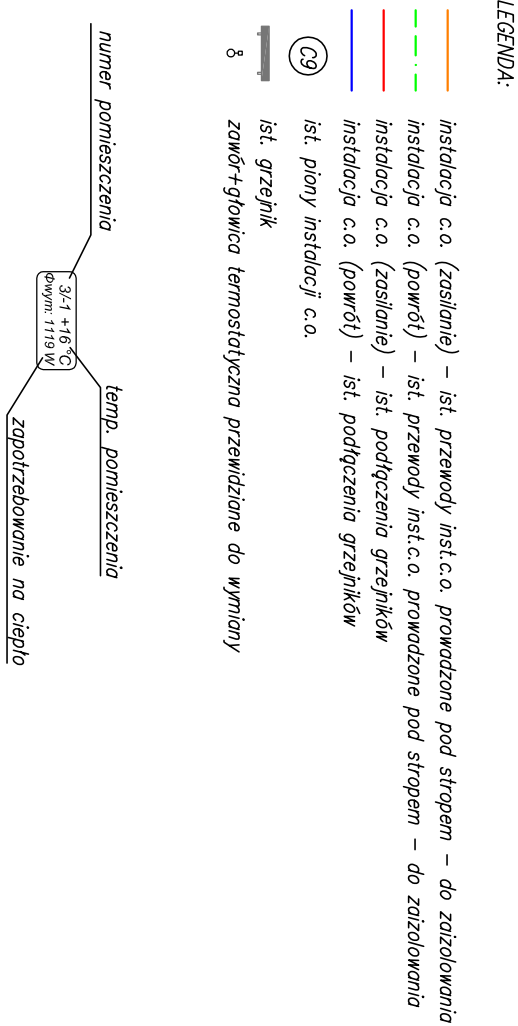 LEGENDA:
instalacja c.o. (zasilanie) – ist. przewody inst.c.o. prowadzone pod stropem – do zaizolowania
instalacja c.o. (powrót) – ist. przewody inst.c.o. prowadzone pod stropem – do zaizolowania
instalacja c.o. (zasilanie) – ist. podłączenia grzejników
instalacja c.o. (powrót) – ist. podłączenia grzejników
C9 ist. piony instalacji c.o.
ist. grzejnik
zawór+głowica termostatyczna przewidziane do wymiany
numer pomieszczenia
temp. pomieszczenia
3/-1 +16 °C
Φwym: 1119 W
zapotrzebowanie na ciepło